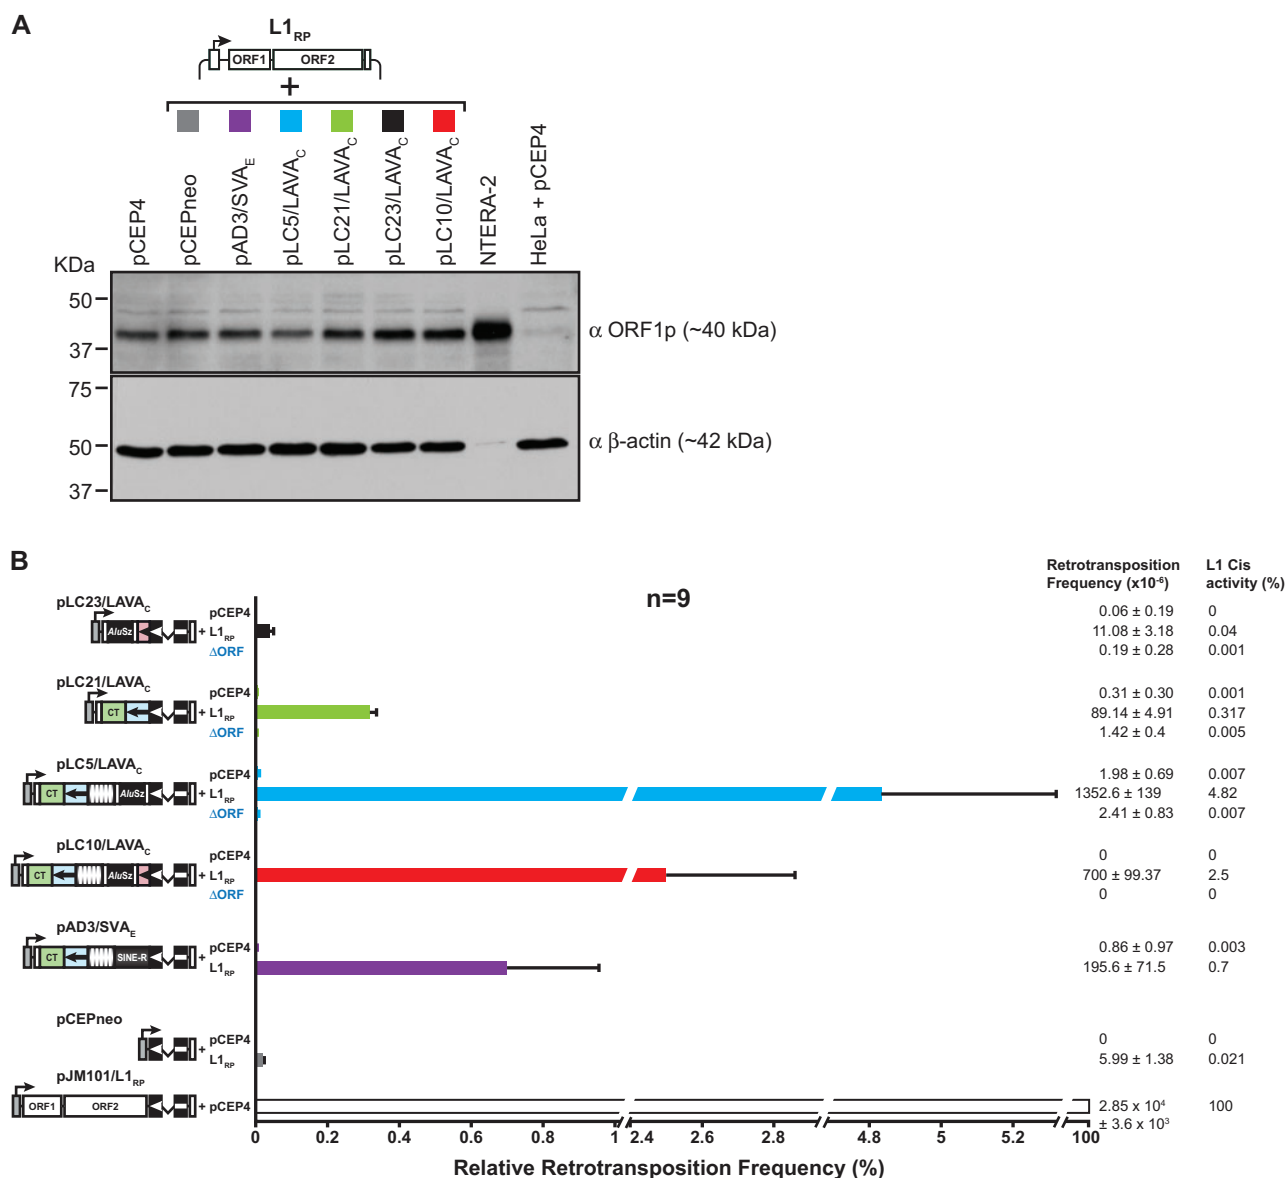 A
L1RP
ORF1 ORF2
+
pCEP4
pCEPneo
pAD3/SVAE
pLC5/LAVAC
pLC21/LAVAC
pLC23/LAVAC
pLC10/LAVAC
NTERA-2
HeLa + pCEP4
KDa
50
37
α ORF1p (~40 kDa)
75
50
37
α β-actin (~42 kDa)
B
n=9
Retrotransposition Frequency (x10-6)
L1 Cis activity (%)
pLC23/LAVAC
AluSz
+
pCEP4 0.06 ± 0.19 0
L1RP 11.08 ± 3.18 0.04
ΔORF 0.19 ± 0.28 0.001
pLC21/LAVAC
CT
+
pCEP4 0.31 ± 0.30 0.001
L1RP 89.14 ± 4.91 0.317
ΔORF 1.42 ± 0.4 0.005
pLC5/LAVAC
CT AluSz
+
pCEP4 1.98 ± 0.69 0.007
L1RP 1352.6 ± 139 4.82
ΔORF 2.41 ± 0.83 0.007
pLC10/LAVAC
CT AluSz
+
pCEP4 0 0
L1RP 700 ± 99.37 2.5
ΔORF 0 0
pAD3/SVAE
CT SINE-R
+
pCEP4 0.86 ± 0.97 0.003
L1RP 195.6 ± 71.5 0.7
pCEPneo
+
pCEP4 0 0
L1RP 5.99 ± 1.38 0.021
pJM101/L1RP
ORF1 ORF2 + pCEP4 2.85 x 104 ± 3.6 x 103 100
0 0.2 0.4 0.6 0.8 1 2.4 2.6 2.8 4.8 5 5.2 100
Relative Retrotransposition Frequency (%)